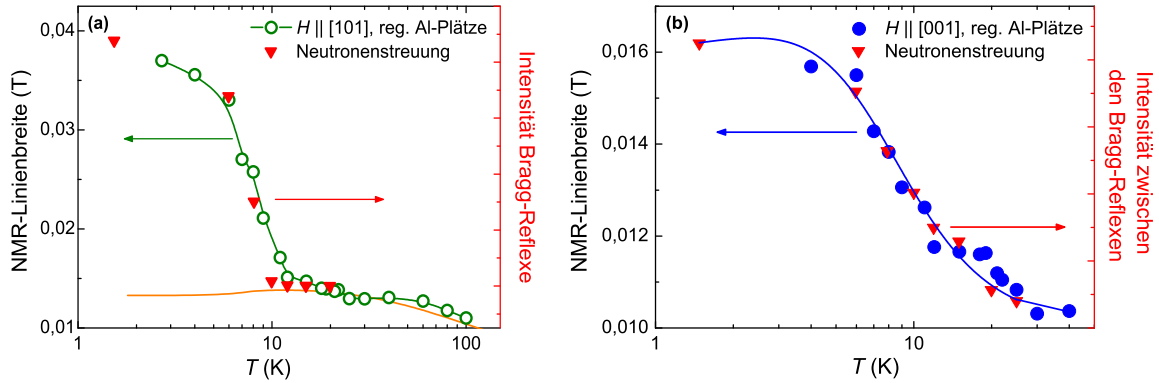 (a)
H || [101], reg. Al-Plätze
Neutronenstreuung
0,04
0,03
0,02
0,01
NMR-Linienbreite (T)
Intensität Bragg-Reflexe
1
10
100
T (K)
(b)
H || [001], reg. Al-Plätze
Neutronenstreuung
0,016
0,014
0,012
0,010
NMR-Linienbreite (T)
Intensität zwischen
den Bragg-Reflexen
1
10
T (K)